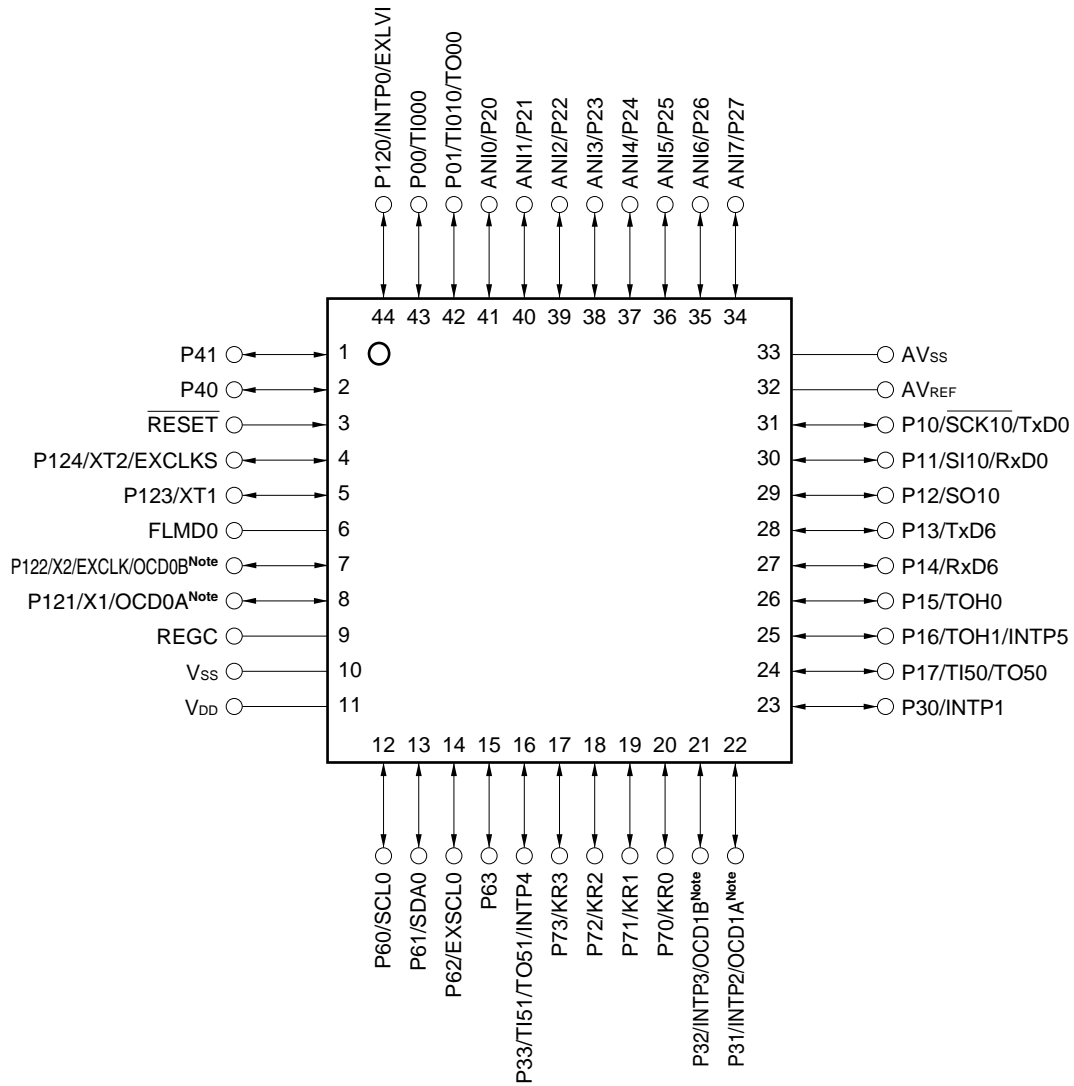 P120/INTP0/EXLVI
P00/TI000
P01/TI010/TO00
ANI0/P20
ANI1/P21
ANI2/P22
ANI3/P23
ANI4/P24
ANI5/P25
ANI6/P26
ANI7/P27
44 43 42 41 40 39 38 37 36 35 34
P41 1
P40 2
RESET 3
P124/XT2/EXCLKS 4
P123/XT1 5
FLMD0 6
P122/X2/EXCLK/OCD0BNote 7
P121/X1/OCD0ANote 8
REGC 9
VSS 10
VDD 11
33 AVSS
32 AVREF
31 P10/SCK10/TxD0
30 P11/SI10/RxD0
29 P12/SO10
28 P13/TxD6
27 P14/RxD6
26 P15/TOH0
25 P16/TOH1/INTP5
24 P17/TI50/TO50
23 P30/INTP1
12 13 14 15 16 17 18 19 20 21 22
P60/SCL0
P61/SDA0
P62/EXSCL0
P63
P33/TI51/TO51/INTP4
P73/KR3
P72/KR2
P71/KR1
P70/KR0
P32/INTP3/OCD1BNote
P31/INTP2/OCD1ANote